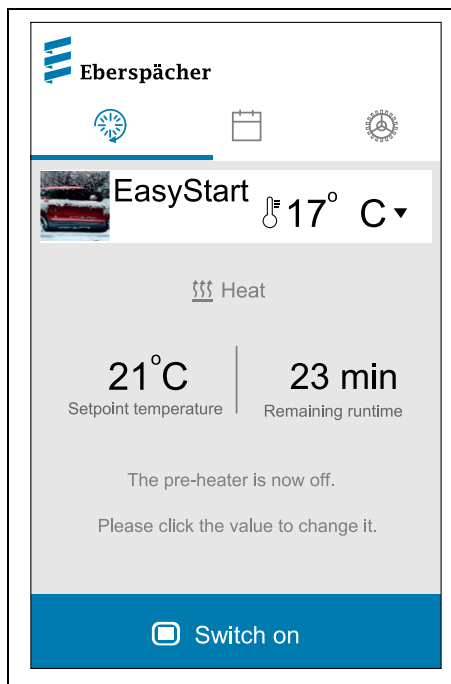 Eberspächer
EasyStart
17° C
Heat
21°C
Setpoint temperature
23 min
Remaining runtime
The pre-heater is now off.
Please click the value to change it.
Switch on